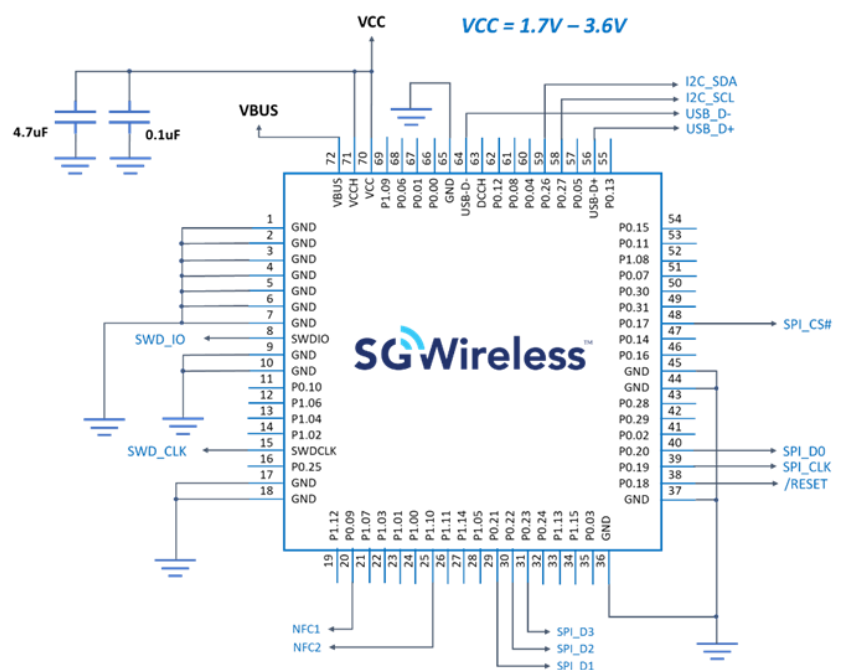 VCC
VCC = 1.7V – 3.6V
4.7uF
0.1uF
VBUS
I2C_SDA
I2C_SCL
USB_D-
USB_D+
72
71
70
69
68
67
66
65
64
63
62
61
60
59
58
57
56
55
VBUS
VCCH
VCC
P1.09
P0.06
P0.01
P0.00
GND
USB-D-
DCCH
P0.12
P0.08
P0.04
P0.26
P0.27
P0.05
USB-D+
P0.13
1 GND
2 GND
3 GND
4 GND
5 GND
6 GND
7 GND
SWD_IO 8 SWDIO
9 GND
10 GND
11 P0.10
12 P1.06
13 P1.04
14 P1.02
SWD_CLK 15 SWDCLK
16 P0.25
17 GND
18 GND
SGWireless™
P0.15 54
P0.11 53
P1.08 52
P0.07 51
P0.30 50
P0.31 49
P0.17 48 SPI_CS#
P0.14 47
P0.16 46
GND 45
GND 44
P0.28 43
P0.29 42
P0.02 41
P0.20 40 SPI_D0
P0.19 39 SPI_CLK
P0.18 38 /RESET
GND 37
P1.12
P0.09
P1.07
P1.03
P1.01
P1.00
P1.10
P1.11
P1.14
P1.05
P0.21
P0.22
P0.23
P0.24
P1.13
P1.15
P0.03
GND
19
20
21
22
23
24
25
26
27
28
29
30
31
32
33
34
35
36
NFC1
NFC2
SPI_D3
SPI_D2
SPI_D1